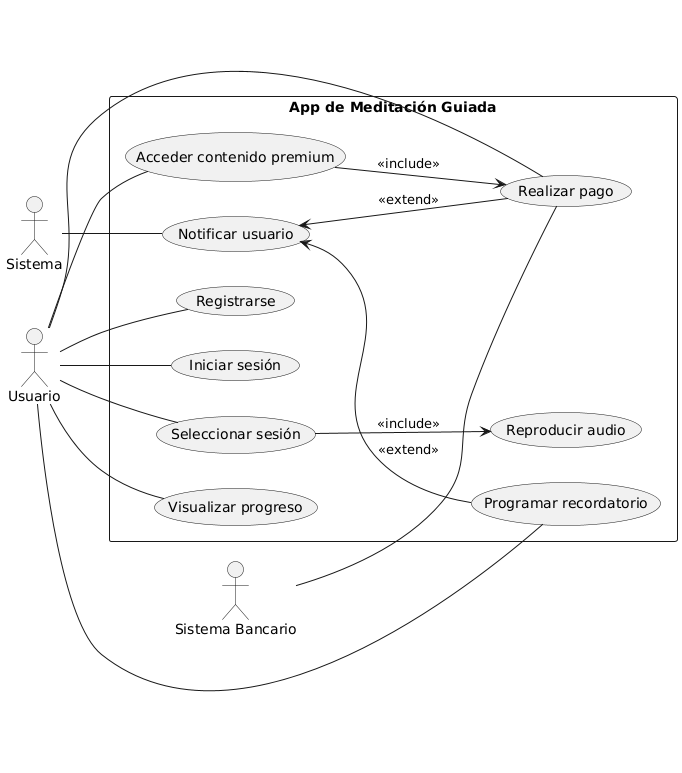 App de Meditación Guiada
Acceder contenido premium
«include»
Realizar pago
«extend»
Notificar usuario
Sistema
Registrarse
Usuario
Iniciar sesión
Seleccionar sesión
«include»
Reproducir audio
«extend»
Visualizar progreso
Programar recordatorio
Sistema Bancario